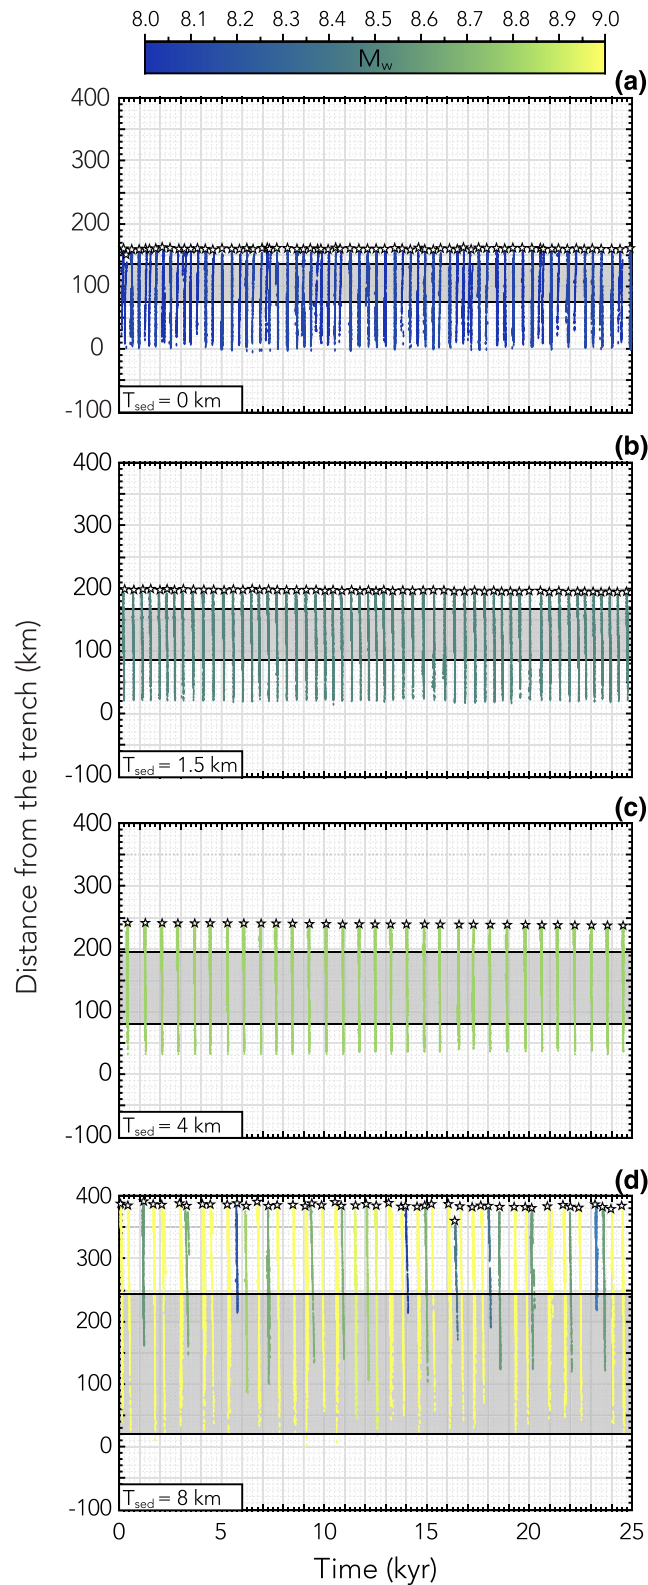 8.0 8.1 8.2 8.3 8.4 8.5 8.6 8.7 8.8 8.9 9.0
Mw
(a)
400
300
200
100
0
-100
Tsed = 0 km
(b)
400
300
200
100
0
-100
Tsed = 1.5 km
Distance from the trench (km)
(c)
400
300
200
100
0
-100
Tsed = 4 km
(d)
400
300
200
100
0
-100
Tsed = 8 km
0 5 10 15 20 25
Time (kyr)